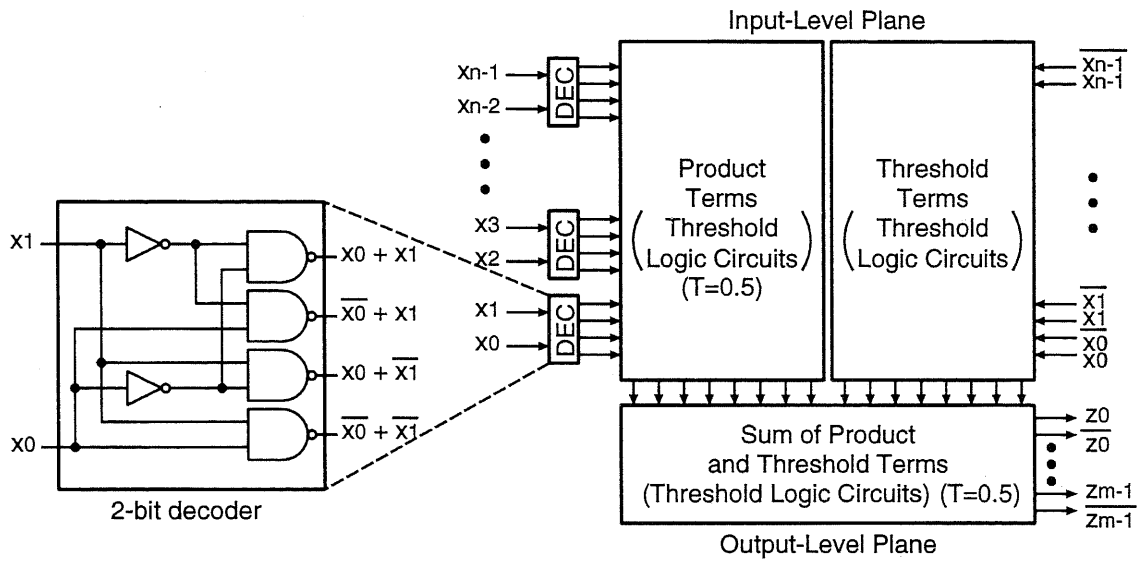 Input-Level Plane
xn-1
xn-2
DEC
Product
Terms
(Threshold
Logic Circuits)
(T=0.5)
Threshold
Terms
(Threshold
Logic Circuits)
x̅n̅-̅1̅
xn-1
x3
x2
DEC
x1
x0
DEC
x̅1̅
x1
x̅0̅
x0
x1
x0
x0 + x1
x̅0̅ + x1
x0 + x̅1̅
x̅0̅ + x̅1̅
2-bit decoder
Sum of Product
and Threshold Terms
(Threshold Logic Circuits) (T=0.5)
z0
z̅0̅
zm-1
z̅m̅-̅1̅
Output-Level Plane